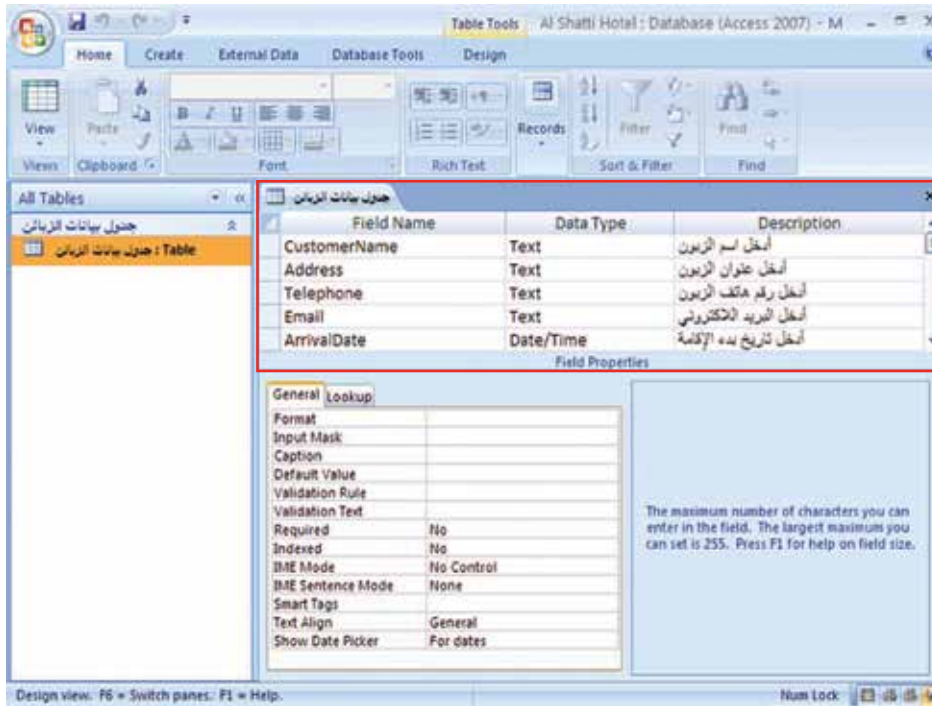 Table Tools Al Shatti Hotel : Database (Access 2007) - M
Home Create External Data Database Tools Design
View Paste Records Filter Find
Views Clipboard Font Rich Text Sort & Filter Find
All Tables
جدول بيانات الزبائن
جدول بيانات الزبائن : Table
جدول بيانات الزبائن
Field Name Data Type Description
CustomerName Text أدخل اسم الزبون
Address Text أدخل عنوان الزبون
Telephone Text أدخل رقم هاتف الزبون
Email Text أدخل البريد اللاكتروني
ArrivalDate Date/Time أدخل تاريخ بدء الإقامة
Field Properties
General Lookup
Format
Input Mask
Caption
Default Value
Validation Rule
Validation Text
Required No
Indexed No
IME Mode No Control
IME Sentence Mode None
Smart Tags
Text Align General
Show Date Picker For dates
The maximum number of characters you can
enter in the field. The largest maximum you
can set is 255. Press F1 for help on field size.
Design view. F6 = Switch panes. F1 = Help. Num Lock